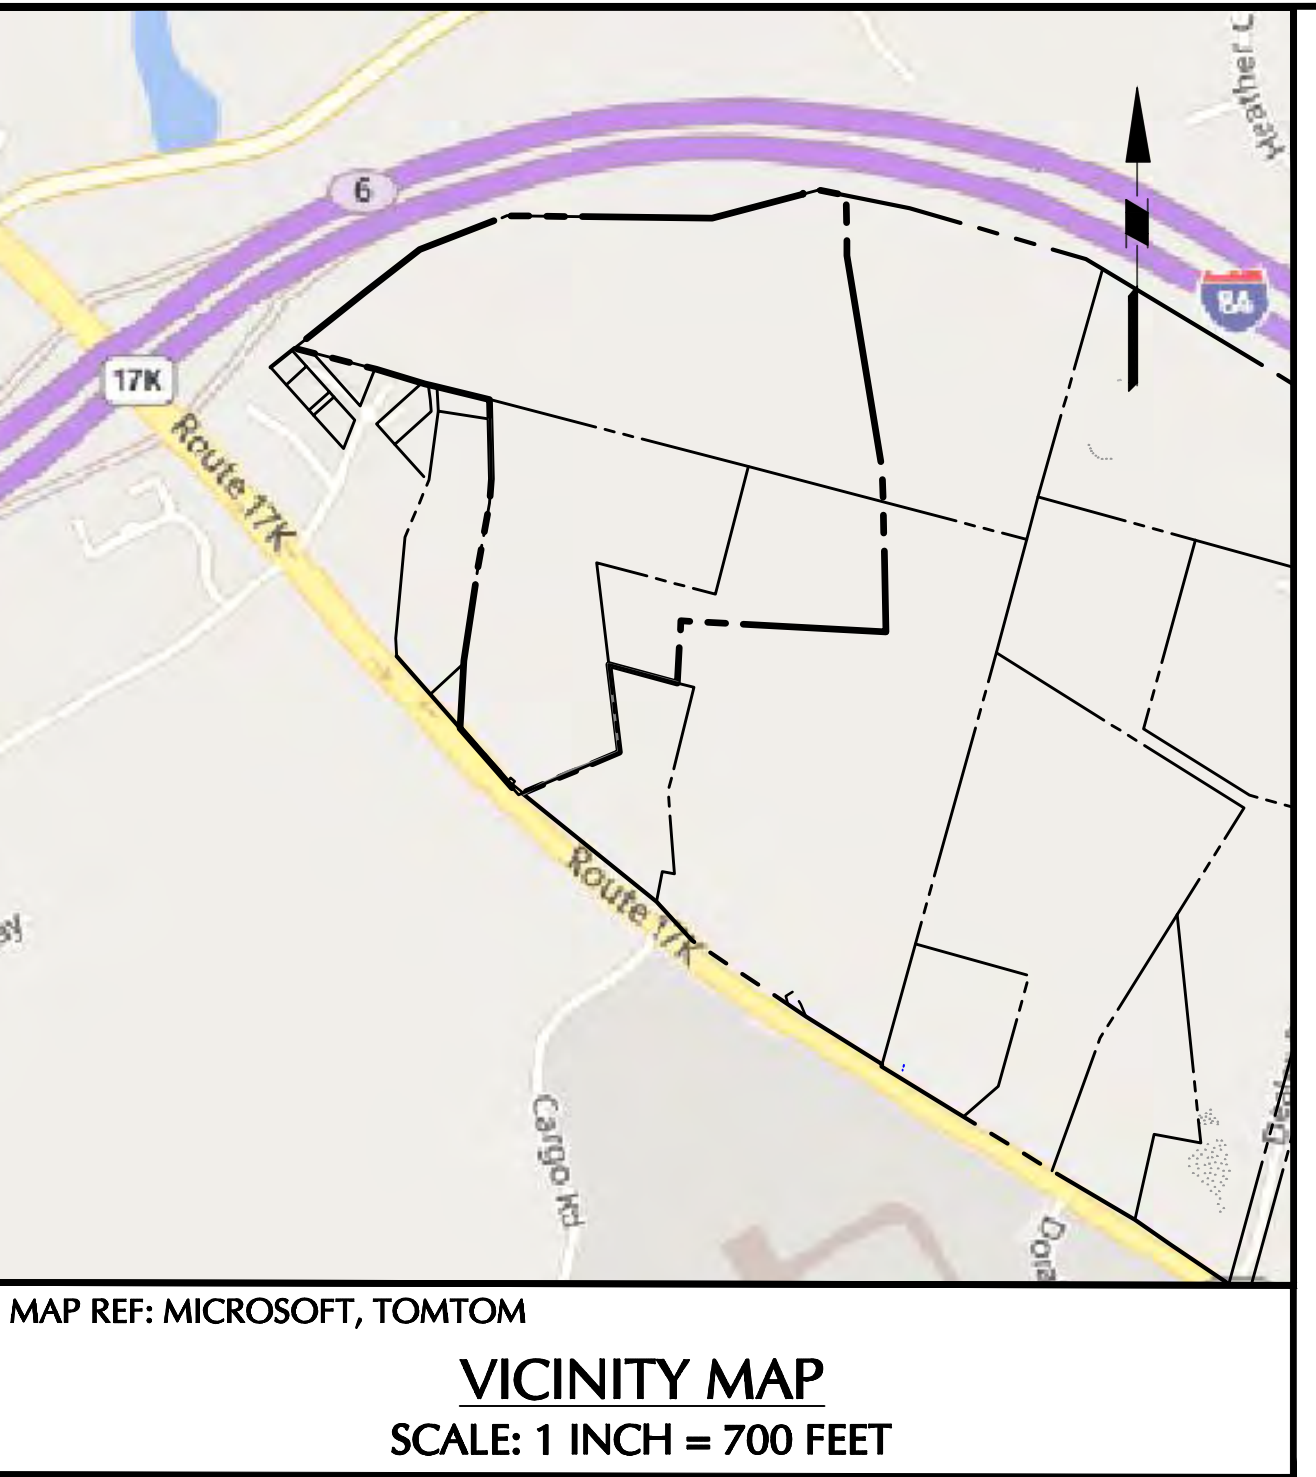 Heather
6
84
17K
Route 17K
Route 17K
Cargo Rd
MAP REF: MICROSOFT, TOMTOM
VICINITY MAP
SCALE: 1 INCH = 700 FEET